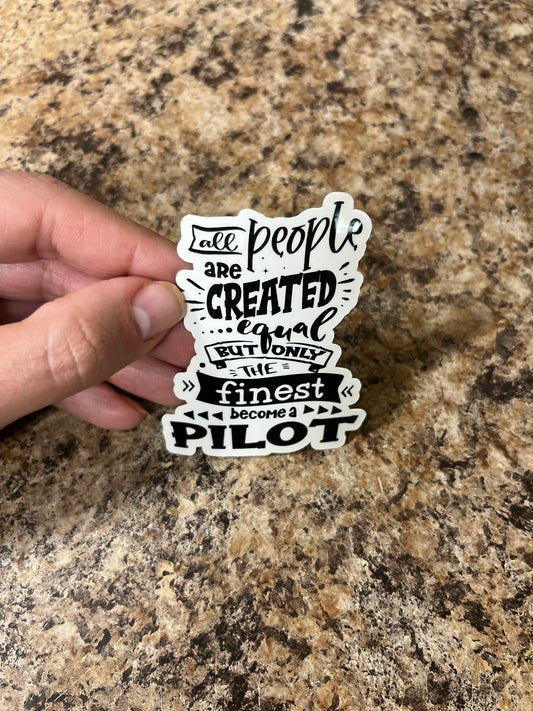 all people
are
CREATED
...equal
BUT ONLY
THE
finest
become a
PILOT